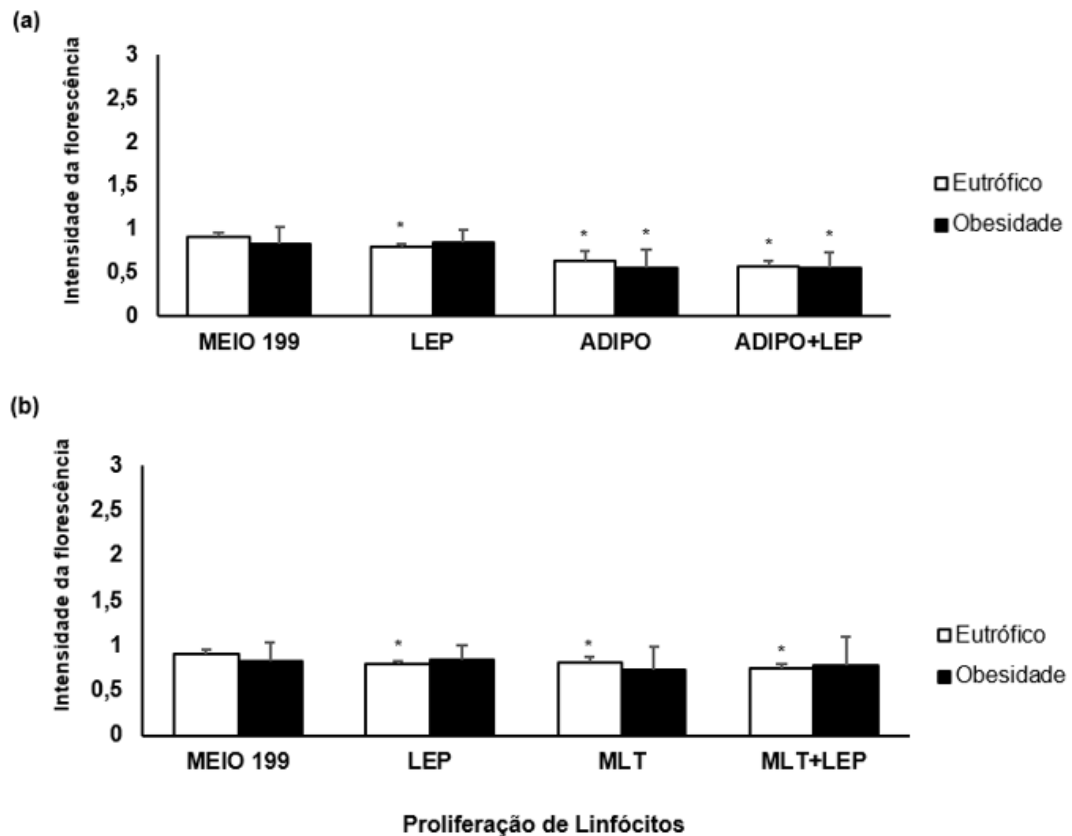 (a)
Intensidade da florescência
3
2,5
2
1,5
1
0,5
0
* * * * *
MEIO 199 LEP ADIPO ADIPO+LEP
Eutrófico
Obesidade
(b)
Intensidade da florescência
3
2,5
2
1,5
1
0,5
0
* * *
MEIO 199 LEP MLT MLT+LEP
Eutrófico
Obesidade
Proliferação de Linfócitos